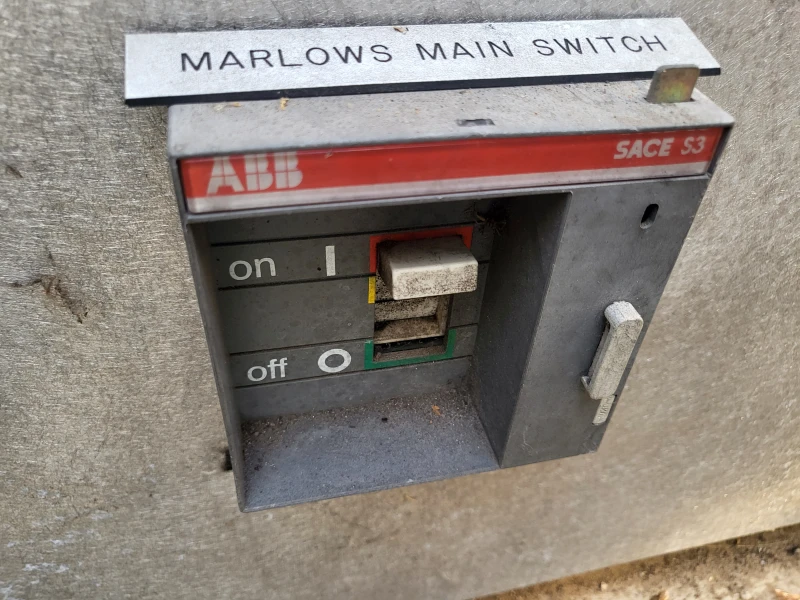 MARLOWS MAIN SWITCH
ABB SACE S3
on I
off O